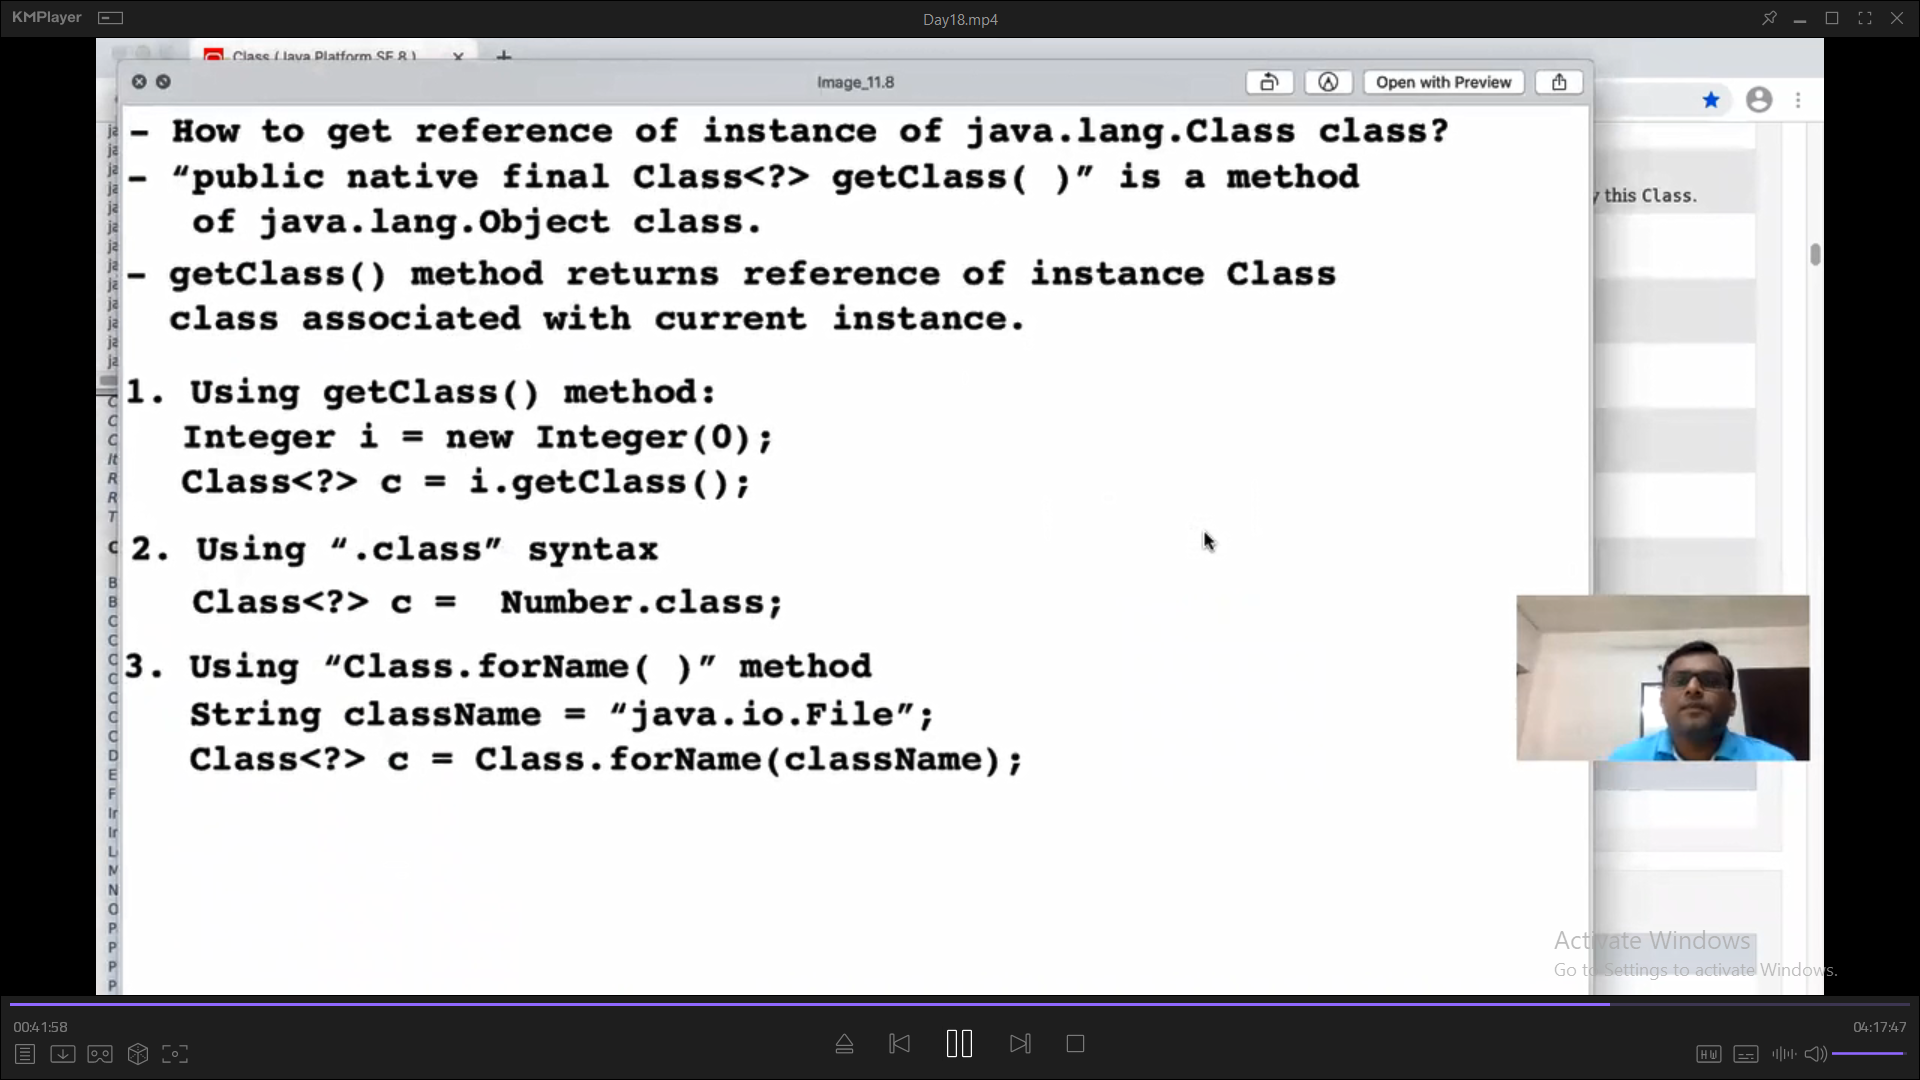 KMPlayer
Day18.mp4
Class (Java Platform SE 8 )
Image_11.8
Open with Preview
- How to get reference of instance of java.lang.Class class?
- “public native final Class<?> getClass( )” is a method
of java.lang.Object class.
- getClass() method returns reference of instance Class
class associated with current instance.
1. Using getClass() method:
Integer i = new Integer(0);
Class<?> c = i.getClass();
2. Using “.class” syntax
Class<?> c = Number.class;
3. Using “Class.forName( )” method
String className = “java.io.File”;
Class<?> c = Class.forName(className);
this Class.
Activate Windows
Go to Settings to activate Windows.
00:41:58
04:17:47
HW